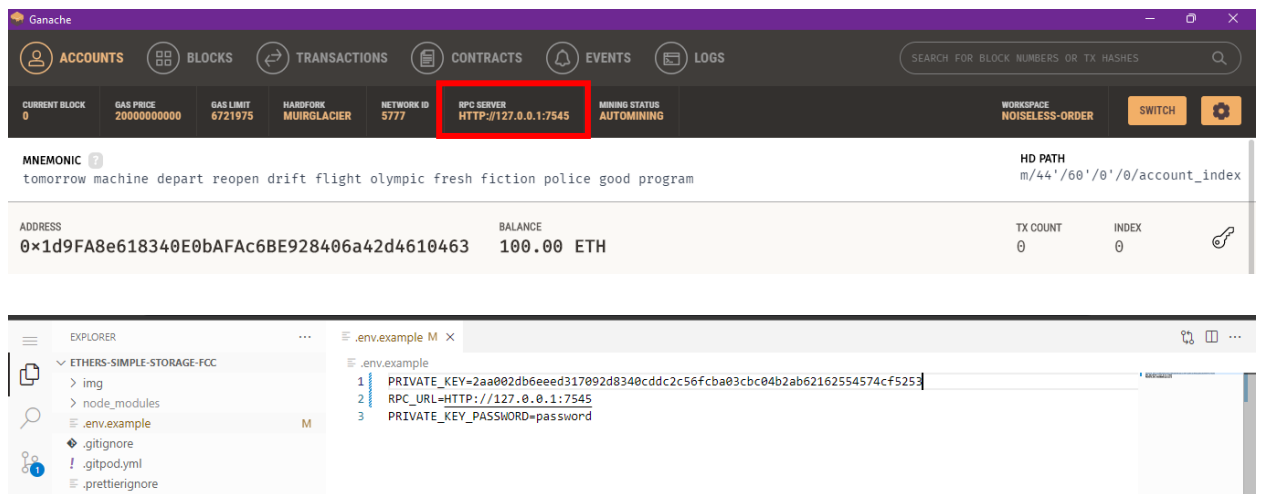 Ganache
ACCOUNTS BLOCKS TRANSACTIONS CONTRACTS EVENTS LOGS SEARCH FOR BLOCK NUMBERS OR TX HASHES
CURRENT BLOCK GAS PRICE GAS LIMIT HARDFORK NETWORK ID RPC SERVER MINING STATUS WORKSPACE
0 20000000000 6721975 MUIRGLACIER 5777 HTTP://127.0.0.1:7545 AUTOMINING NOISELESS-ORDER SWITCH
MNEMONIC ? HD PATH
tomorrow machine depart reopen drift flight olympic fresh fiction police good program m/44'/60'/0'/0/account_index
ADDRESS BALANCE TX COUNT INDEX
0×1d9FA8e618340E0bAFAc6BE928406a42d4610463 100.00 ETH 0 0
EXPLORER ··· .env.example M ×
ETHERS-SIMPLE-STORAGE-FCC .env.example
img 1 PRIVATE_KEY=2aa002db6eeed317092d8340cddc2c56fcba03cbc04b2ab62162554574cf5253
node_modules 2 RPC_URL=HTTP://127.0.0.1:7545
.env.example M 3 PRIVATE_KEY_PASSWORD=password
.gitignore
! .gitpod.yml
1
.prettierignore